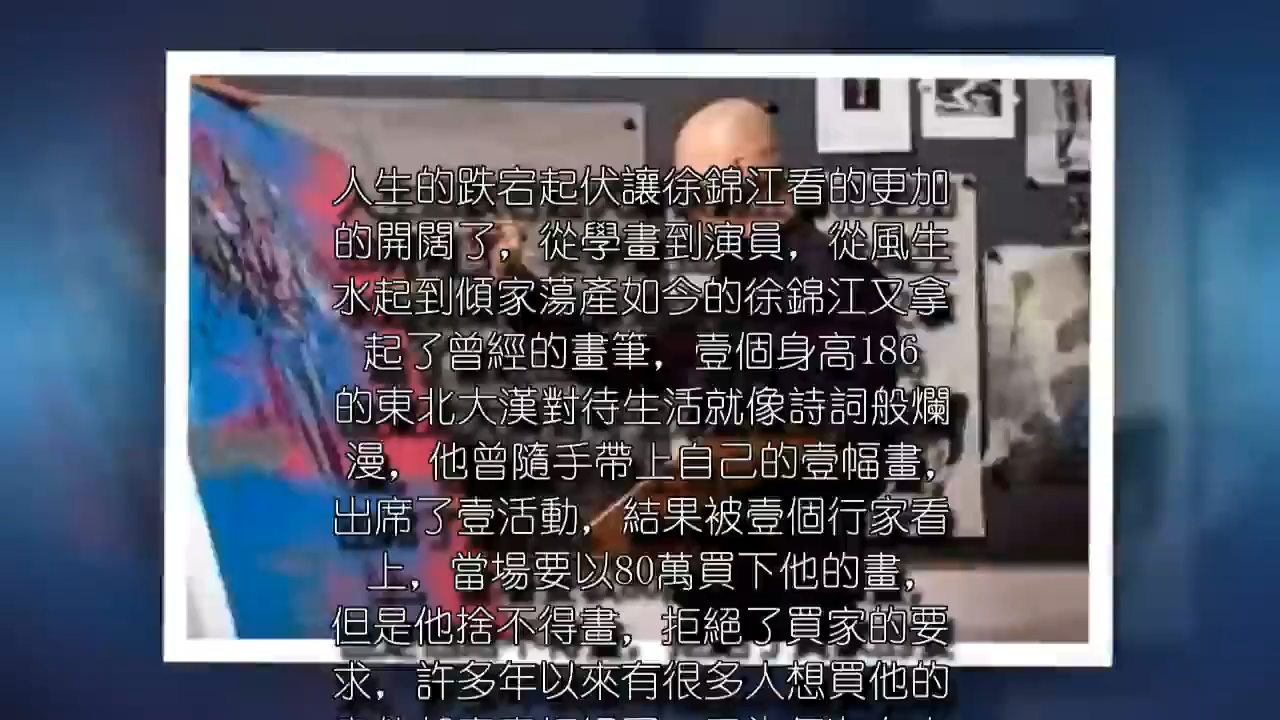 人生的跌宕起伏讓徐錦江看的更加
的開闊了，從學畫到演員，從風生
水起到傾家蕩產如今的徐錦江又拿
起了曾經的畫筆，壹個身高186
的東北大漢對待生活就像詩詞般爛
漫，他曾隨手帶上自己的壹幅畫，
出席了壹活動，結果被壹個行家看
上，當場要以80萬買下他的畫，
但是他捨不得畫，拒絕了買家的要
求，許多年以來有很多人想買他的